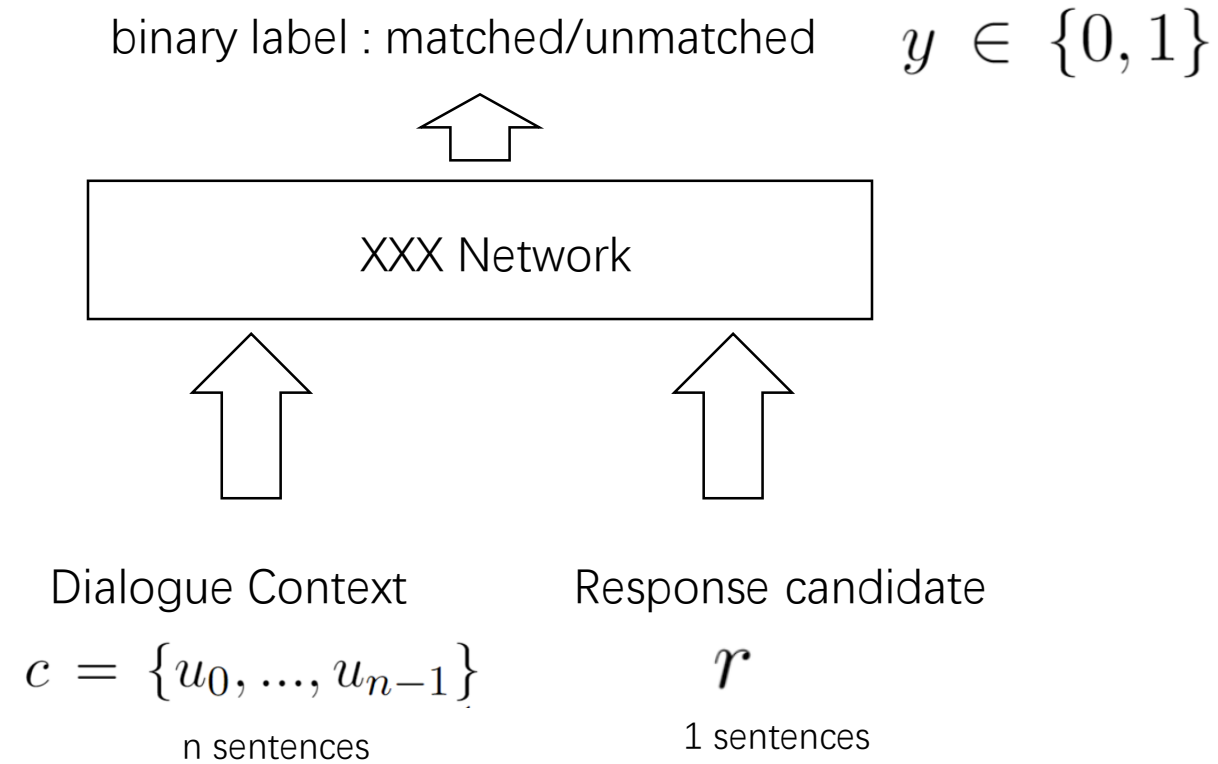 binary label : matched/unmatched y ∈ {0, 1}
XXX Network
Dialogue Context Response candidate
c = {u₀, ..., uₙ₋₁} r
n sentences 1 sentences